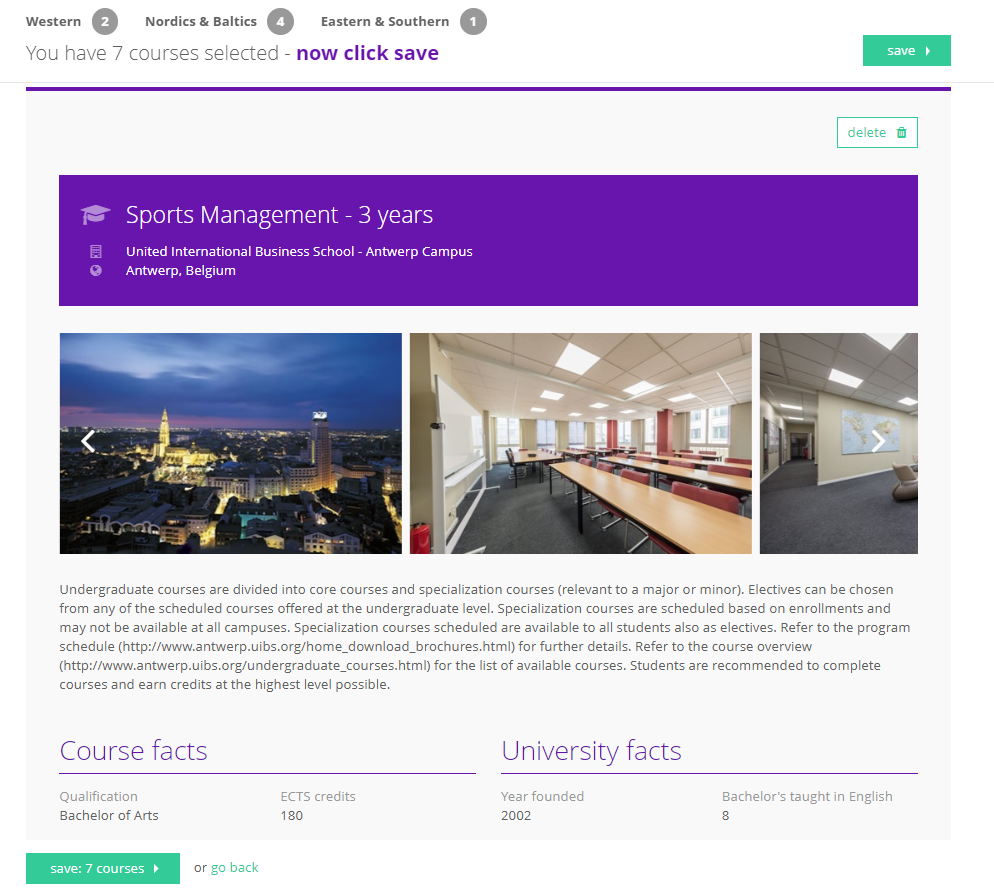 Western 2 Nordics & Baltics 4 Eastern & Southern 1
You have 7 courses selected - now click save
save
delete
Sports Management - 3 years
United International Business School - Antwerp Campus
Antwerp, Belgium
Undergraduate courses are divided into core courses and specialization courses (relevant to a major or minor). Electives can be chosen
from any of the scheduled courses offered at the undergraduate level. Specialization courses are scheduled based on enrollments and
may not be available at all campuses. Specialization courses scheduled are available to all students also as electives. Refer to the program
schedule (http://www.antwerp.uibs.org/home_download_brochures.html) for further details. Refer to the course overview
(http://www.antwerp.uibs.org/undergraduate_courses.html) for the list of available courses. Students are recommended to complete
courses and earn credits at the highest level possible.
Course facts
Qualification
Bachelor of Arts
ECTS credits
180
University facts
Year founded
2002
Bachelor's taught in English
8
save: 7 courses or go back